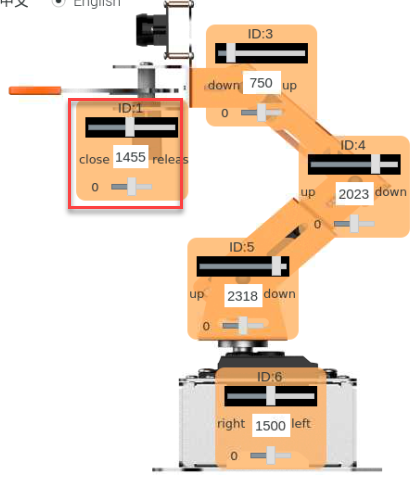 中文 English
ID:3
down 750 up
0
ID:1
close 1455 releas
0
ID:4
up 2023 down
0
ID:5
up 2318 down
0
ID:6
right 1500 left
0